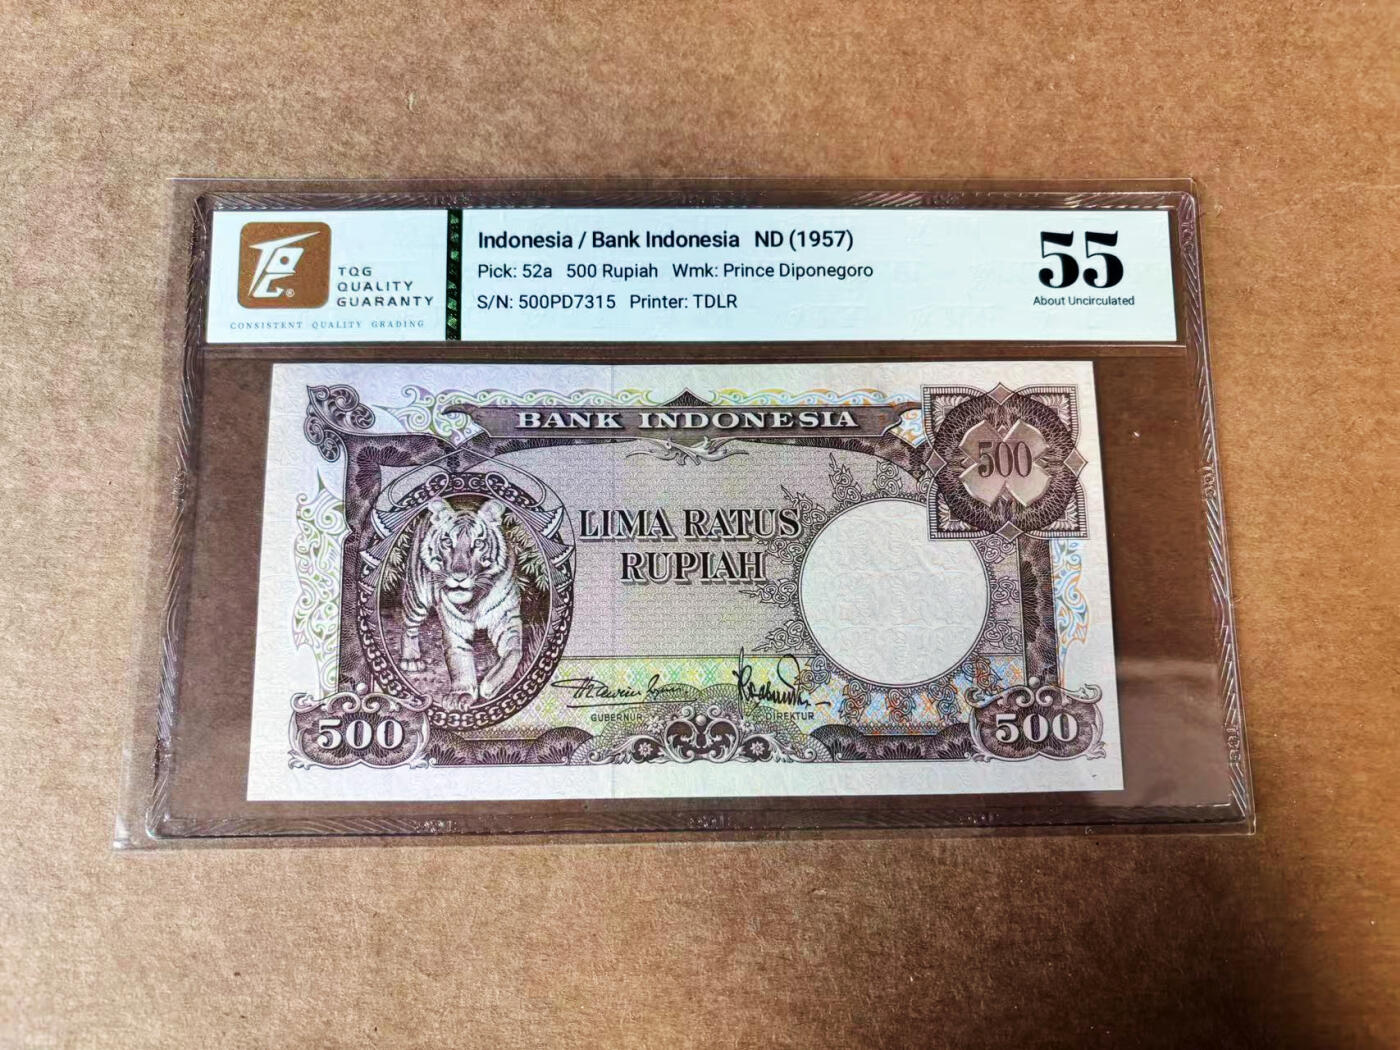 TQG
QUALITY
GUARANTY
CONSISTENT QUALITY GRADING
Indonesia / Bank Indonesia ND (1957)
Pick: 52a 500 Rupiah Wmk: Prince Diponegoro
S/N: 500PD7315 Printer: TDLR
55
About Uncirculated
BANK INDONESIA
500
LIMA RATUS
RUPIAH
GUBERNUR
DIREKTUR
500
500